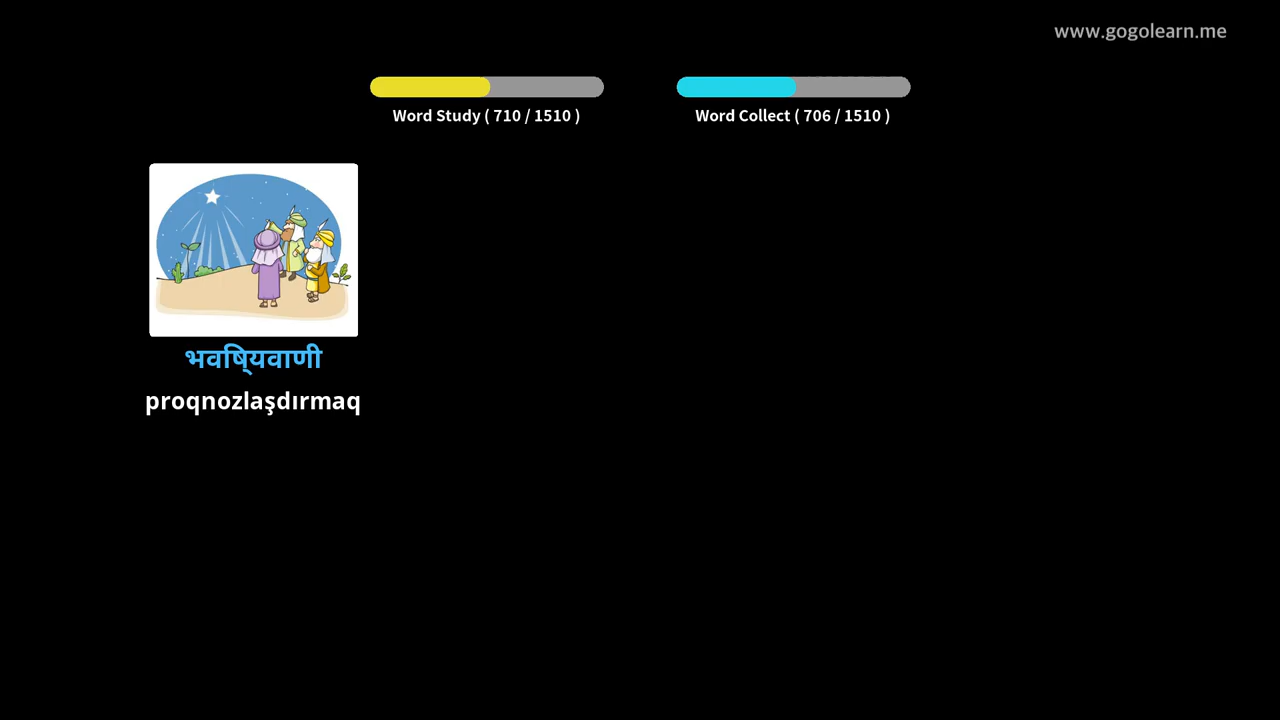 www.gogolearn.me
Word Study ( 710 / 1510 )
Word Collect ( 706 / 1510 )
भविष्यवाणी
proqnozlaşdırmaq